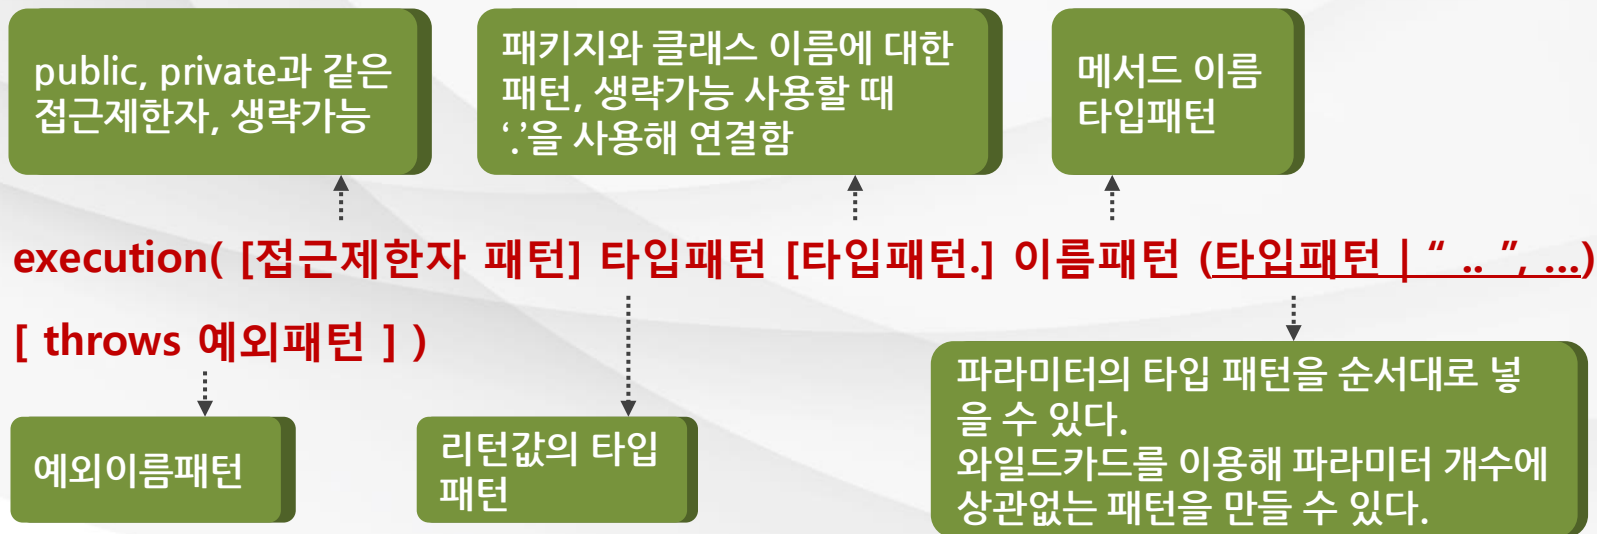 public, private과 같은
접근제한자, 생략가능
패키지와 클래스 이름에 대한
패턴, 생략가능 사용할 때
‘.’을 사용해 연결함
메서드 이름
타입패턴
execution( [접근제한자 패턴] 타입패턴 [타입패턴.] 이름패턴 (타입패턴 | “ .. ”, ...)
[ throws 예외패턴 ] )
예외이름패턴
리턴값의 타입
패턴
파라미터의 타입 패턴을 순서대로 넣
을 수 있다.
와일드카드를 이용해 파라미터 개수에
상관없는 패턴을 만들 수 있다.